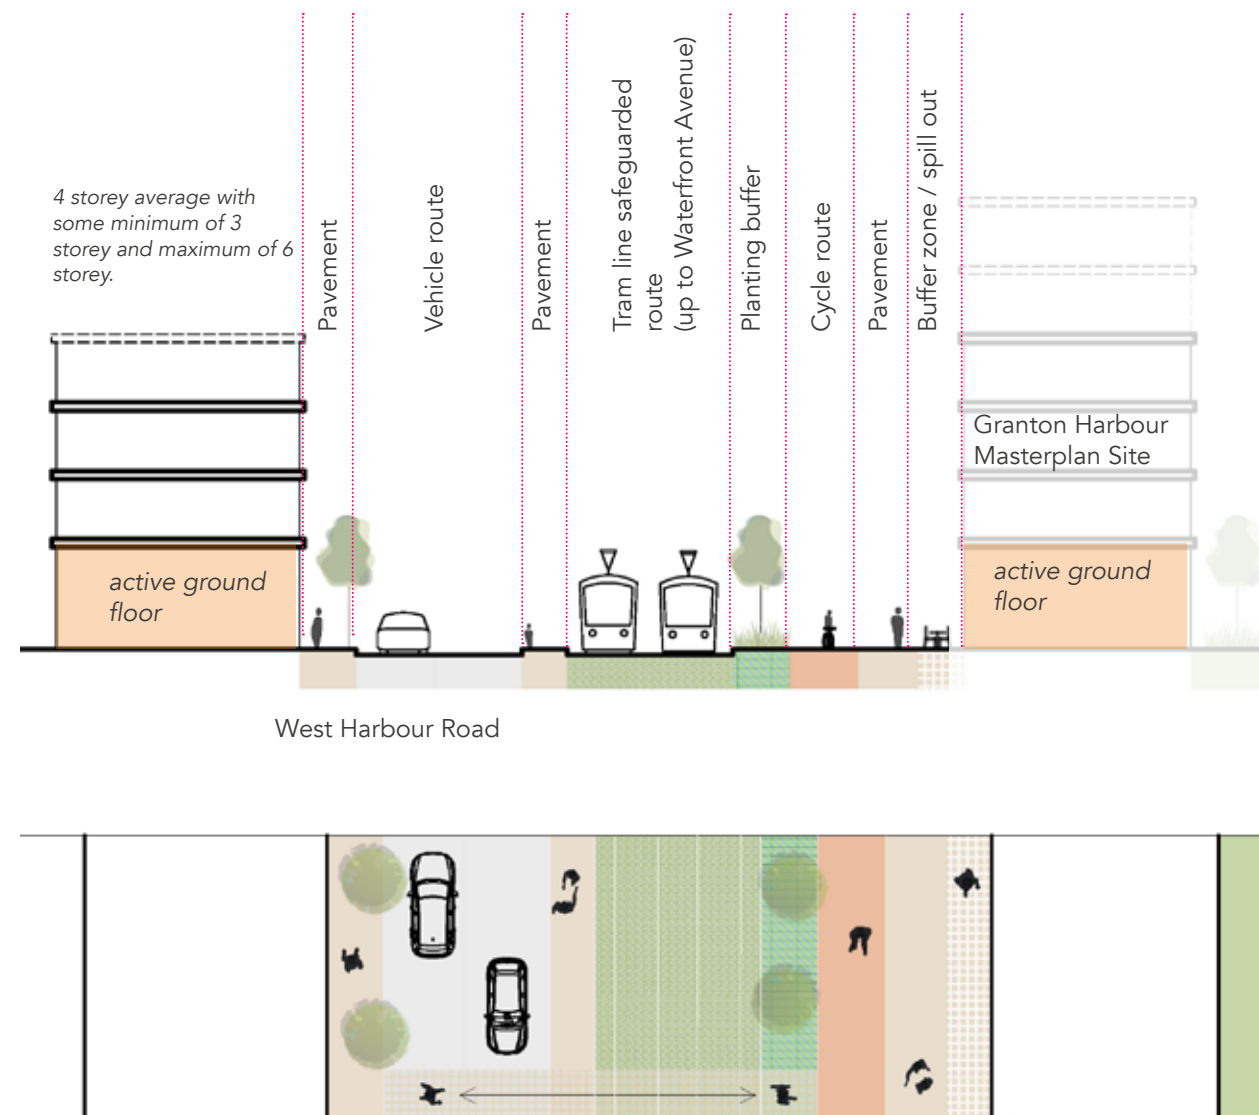 4 storey average with
some minimum of 3
storey and maximum of 6
storey.
Pavement
Vehicle route
Pavement
Tram line safeguarded
route
(up to Waterfront Avenue)
Planting buffer
Cycle route
Pavement
Buffer zone / spill out
Granton Harbour
Masterplan Site
active ground
floor
active ground
floor
West Harbour Road